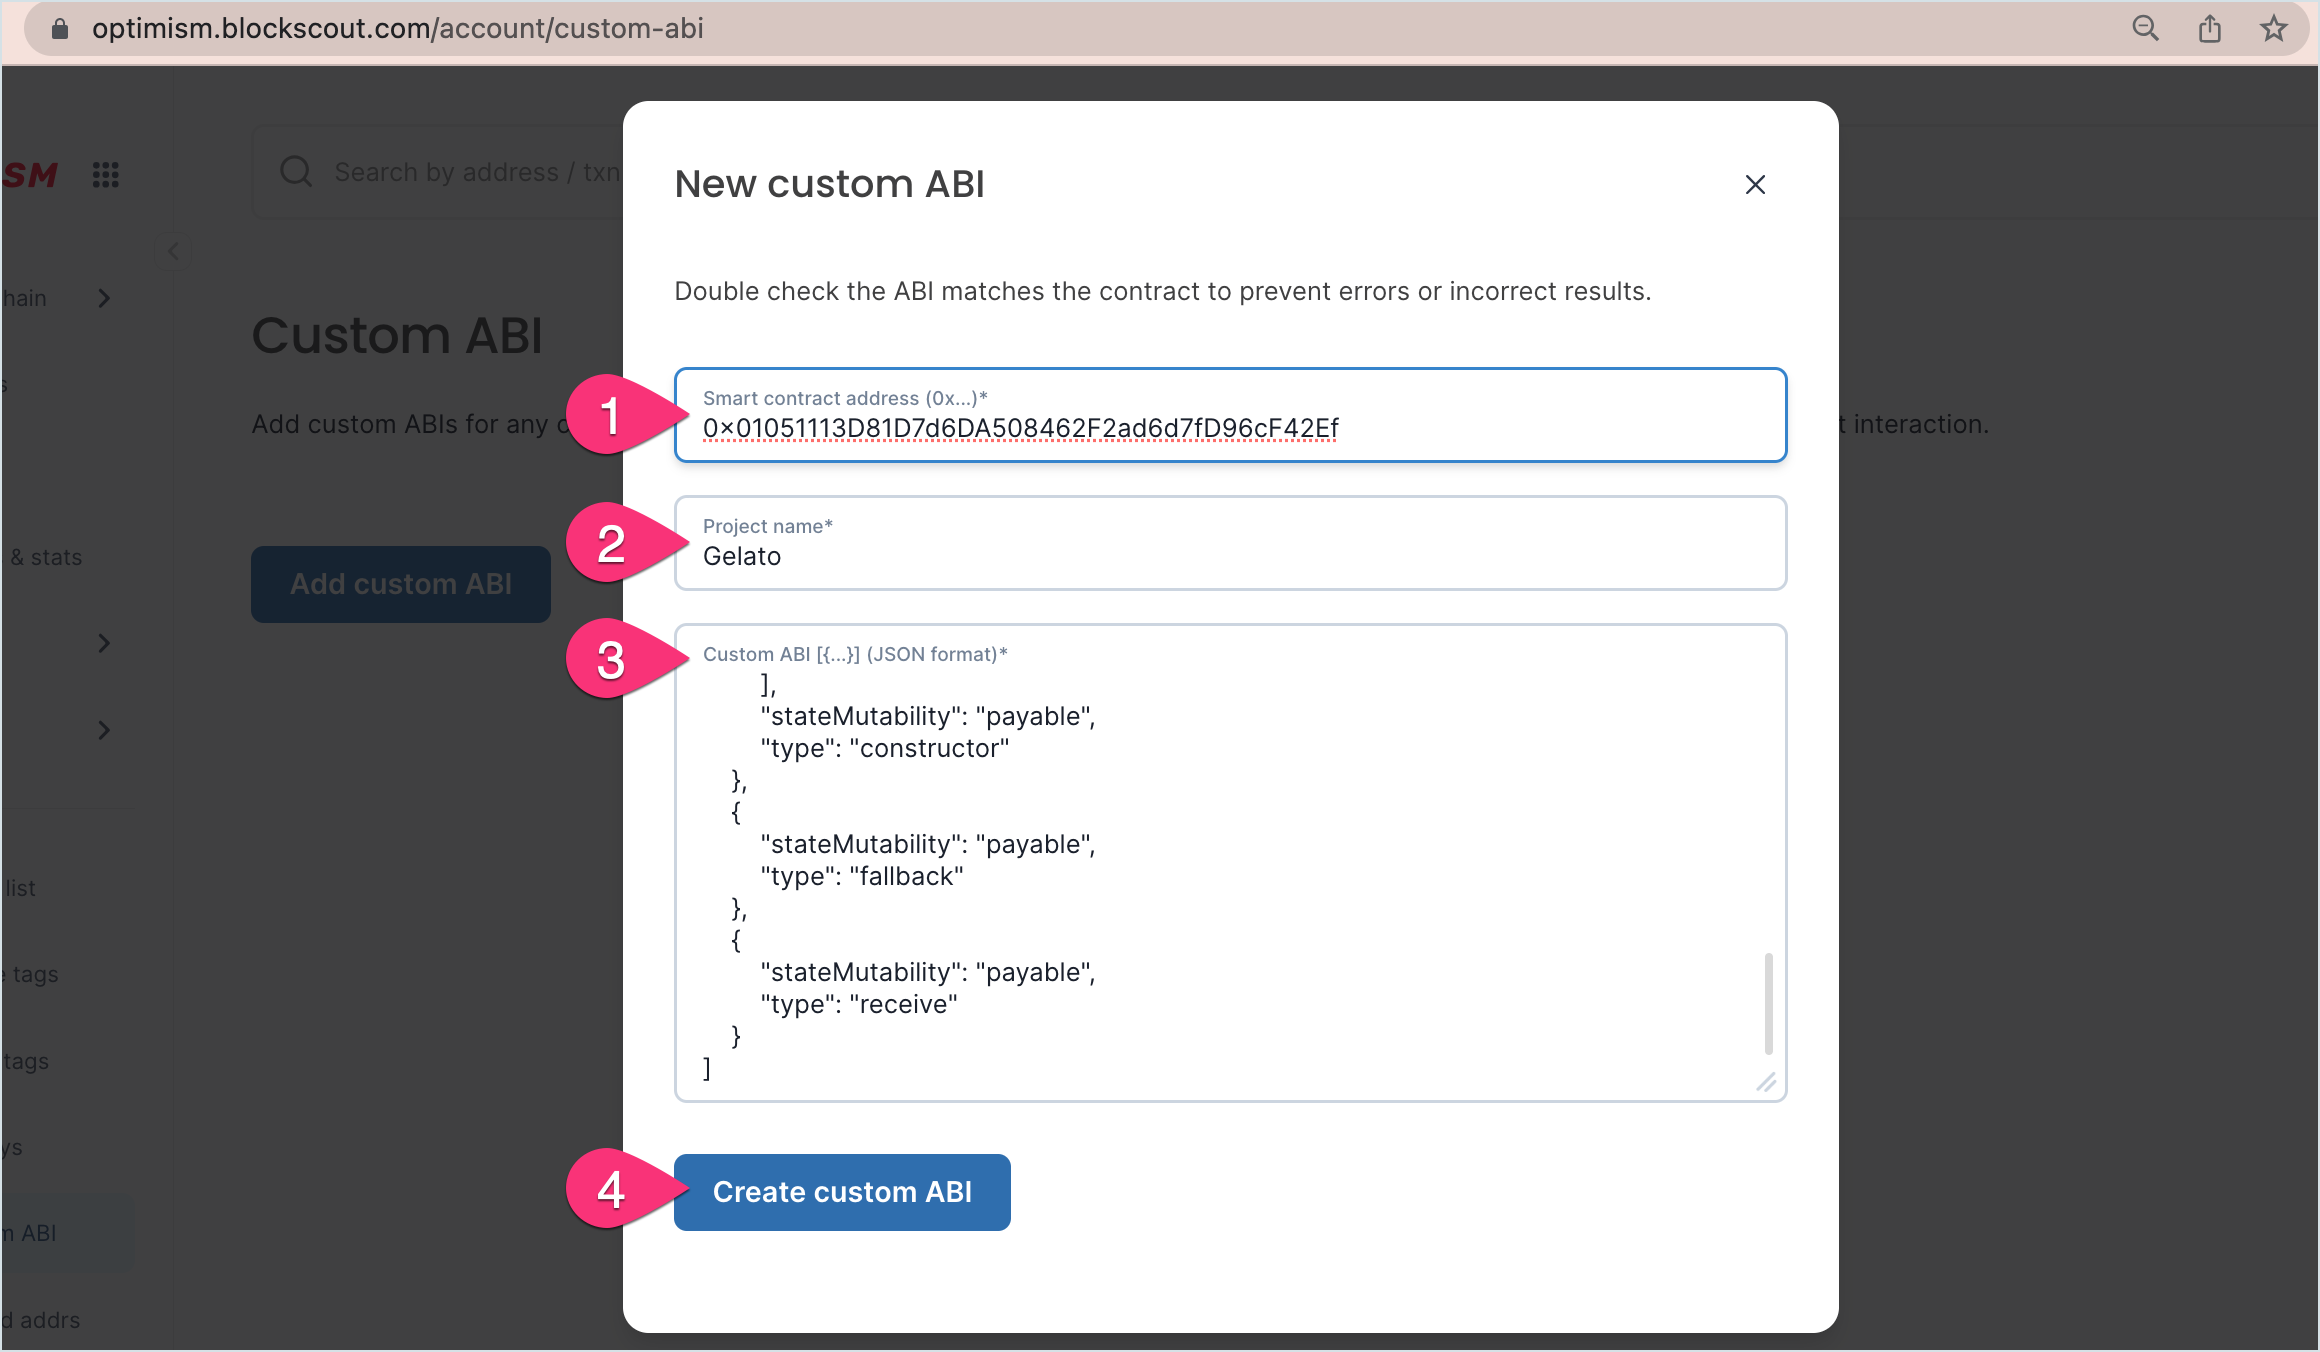 optimism.blockscout.com/account/custom-abi
SM
Search by address / txn
hain
s
& stats
list
e tags
tags
ys
m ABI
d addrs
Custom ABI
Add custom ABIs for any c
t interaction.
Add custom ABI
New custom ABI
Double check the ABI matches the contract to prevent errors or incorrect results.
1
Smart contract address (0x...)*
0x01051113D81D7d6DA508462F2ad6d7fD96cF42Ef
2
Project name*
Gelato
3
Custom ABI [{...}] (JSON format)*
],
"stateMutability": "payable",
"type": "constructor"
},
{
"stateMutability": "payable",
"type": "fallback"
},
{
"stateMutability": "payable",
"type": "receive"
}
]
4
Create custom ABI